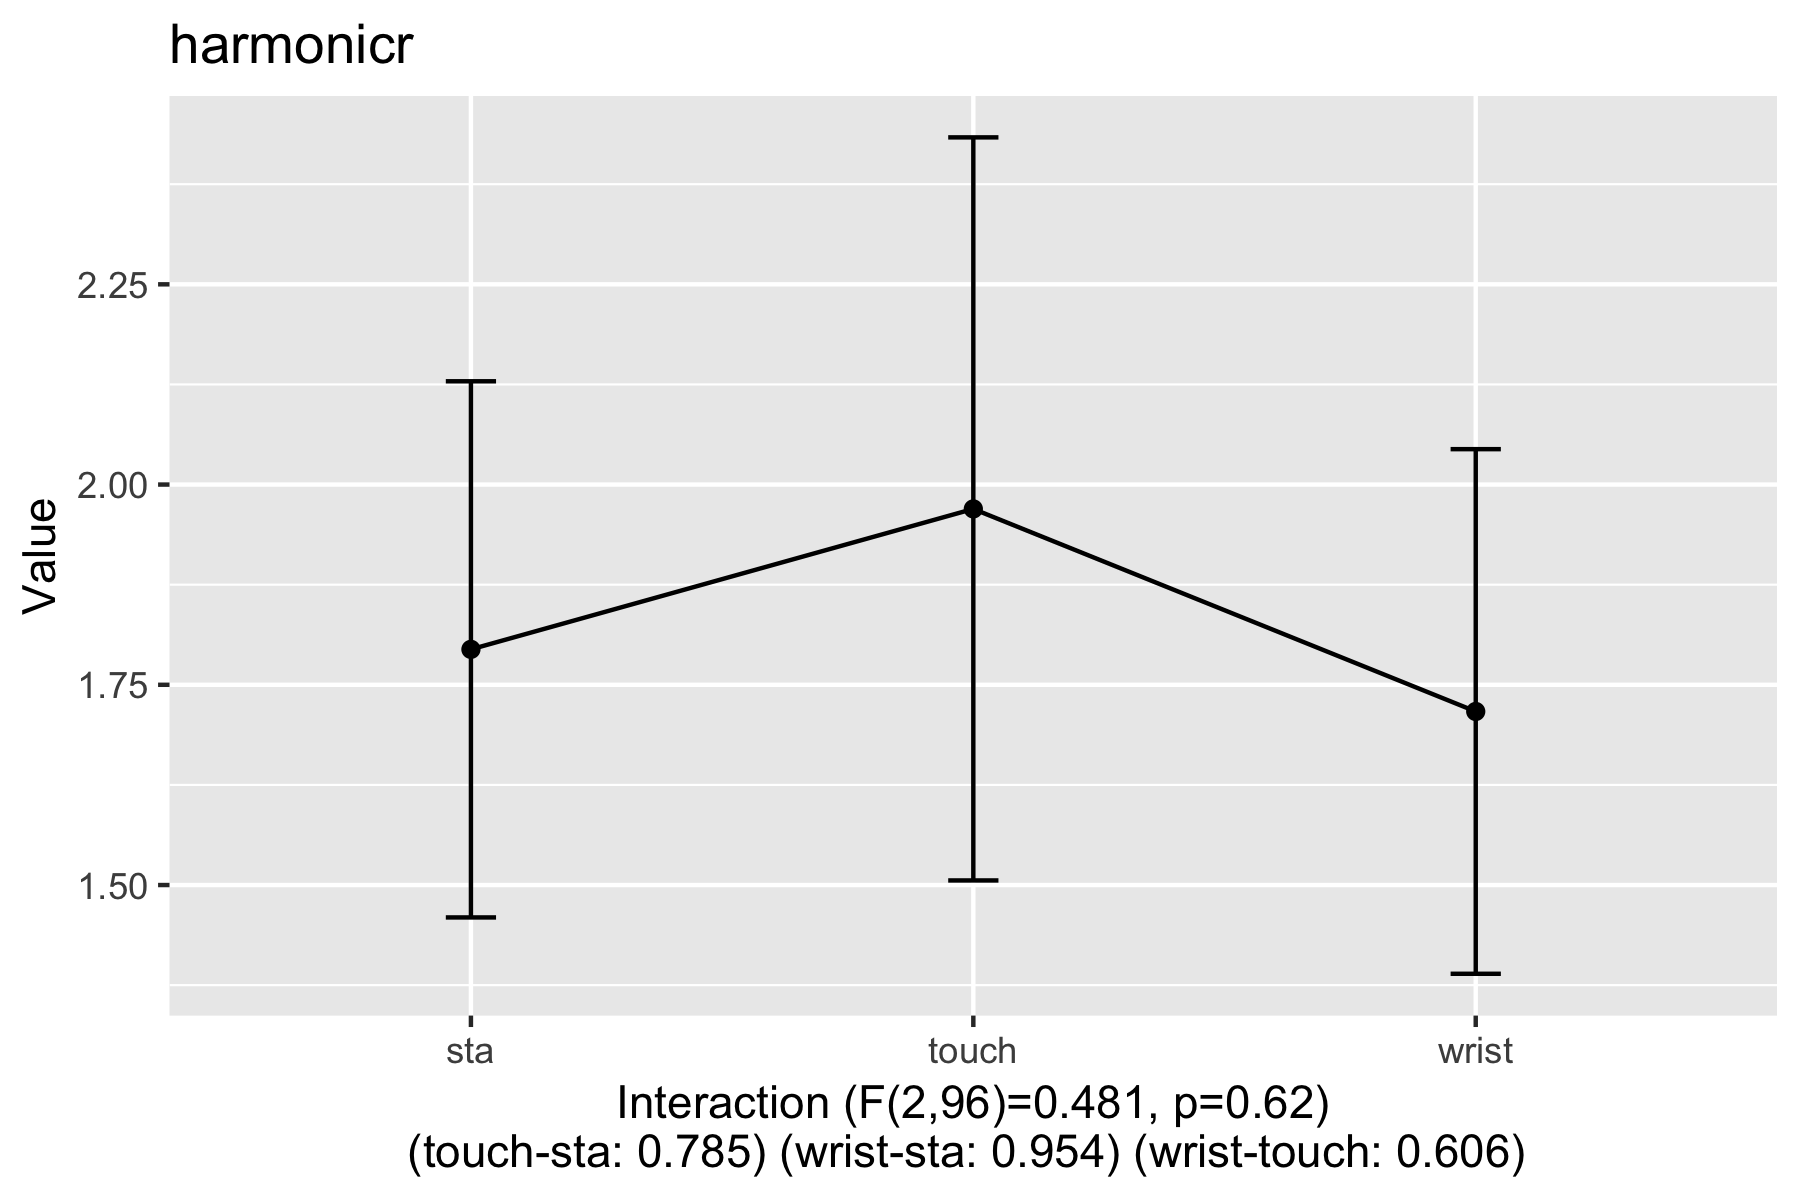 harmonicr
Value
2.25
2.00
1.75
1.50
sta touch wrist
Interaction (F(2,96)=0.481, p=0.62)
(touch-sta: 0.785) (wrist-sta: 0.954) (wrist-touch: 0.606)